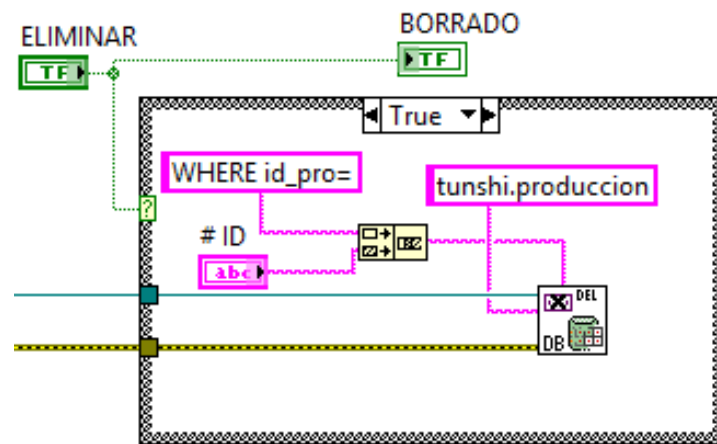 ELIMINAR
BORRADO
TF
TF
True
WHERE id_pro=
tunshi.produccion
?
# ID
abc
DEL
DB